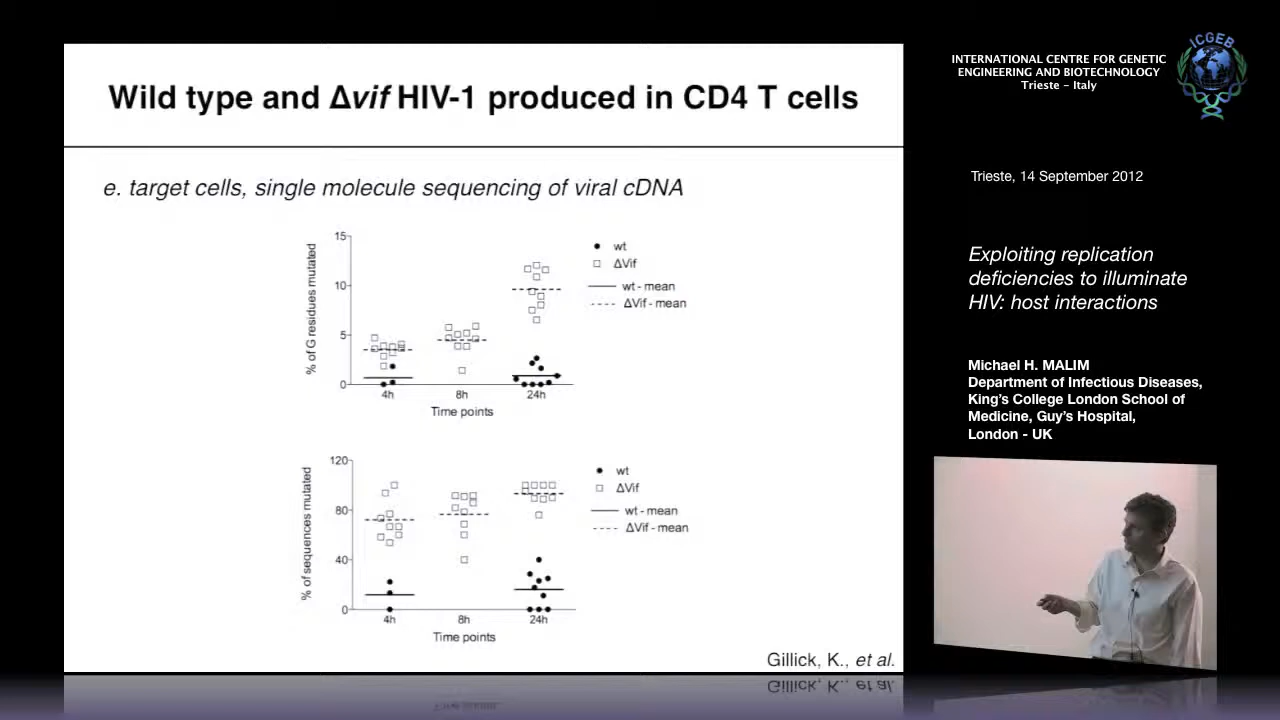 Wild type and Δvif HIV-1 produced in CD4 T cells
e. target cells, single molecule sequencing of viral cDNA
% of G residues mutated
15
10
5
0
4h
8h
24h
Time points
wt
ΔVif
wt - mean
ΔVif - mean
% of sequences mutated
120
80
40
0
4h
8h
24h
Time points
wt
ΔVif
wt - mean
ΔVif - mean
Gillick, K., et al.
INTERNATIONAL CENTRE FOR GENETIC
ENGINEERING AND BIOTECHNOLOGY
Trieste – Italy
ICGEB
Trieste, 14 September 2012
Exploiting replication
deficiencies to illuminate
HIV: host interactions
Michael H. MALIM
Department of Infectious Diseases,
King's College London School of
Medicine, Guy's Hospital,
London - UK